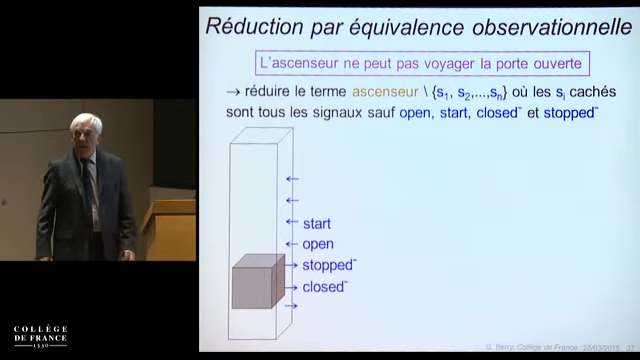 Réduction par équivalence observationnelle
L'ascenseur ne peut pas voyager la porte ouverte
→ réduire le terme ascenseur \ {s1, s2,...,sn} où les si cachés
sont tous les signaux sauf open, start, closed⁻ et stopped⁻
start
open
stopped⁻
closed⁻
COLLÈGE
DE FRANCE
1530
G. Berry, Collège de France, 25/03/2015 37